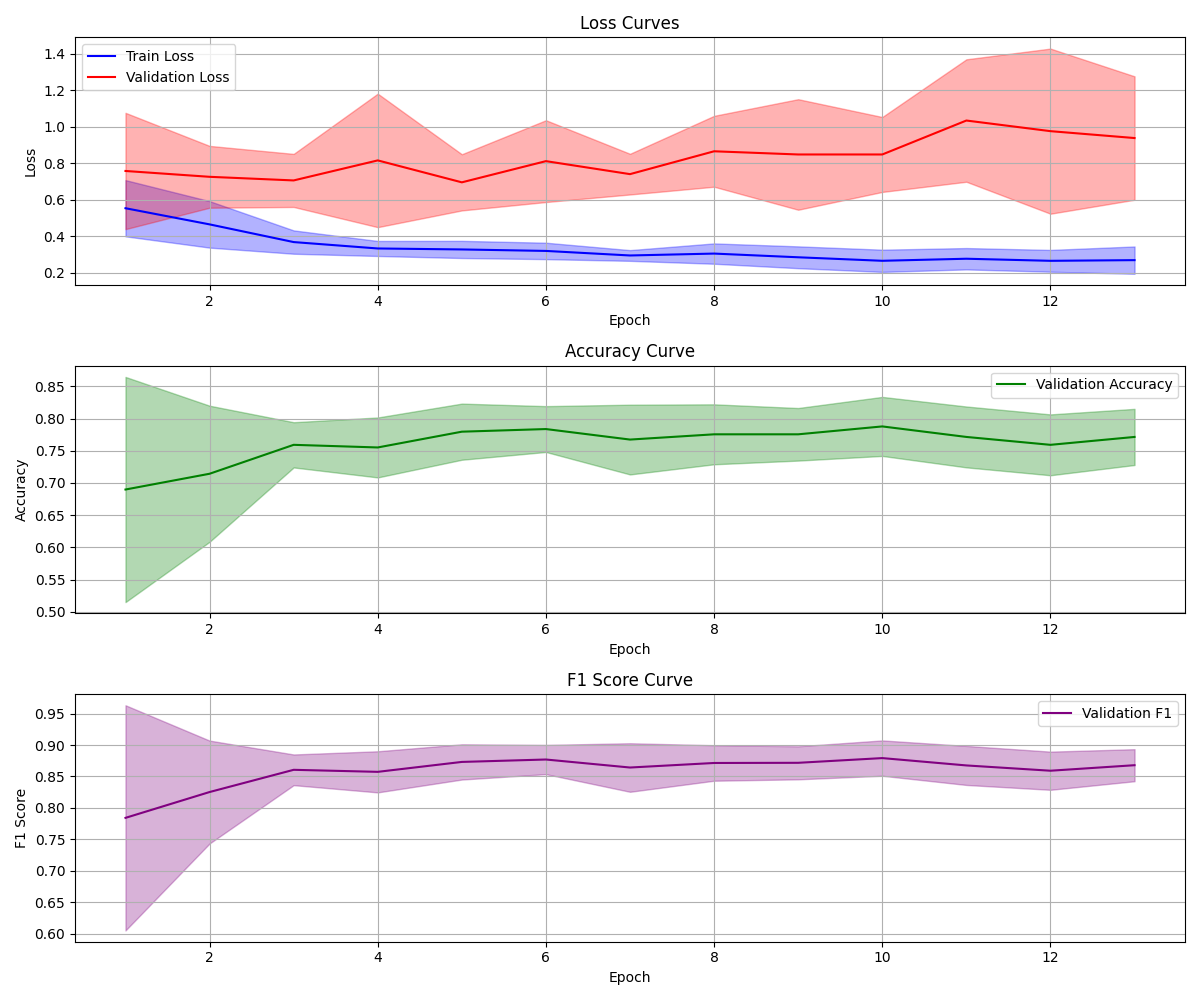 Loss Curves
Train Loss
Validation Loss
1.4
1.2
1.0
0.8
0.6
0.4
0.2
Loss
2 4 6 8 10 12
Epoch
Accuracy Curve
Validation Accuracy
0.85
0.80
0.75
0.70
0.65
0.60
0.55
0.50
Accuracy
2 4 6 8 10 12
Epoch
F1 Score Curve
Validation F1
0.95
0.90
0.85
0.80
0.75
0.70
0.65
0.60
F1 Score
2 4 6 8 10 12
Epoch